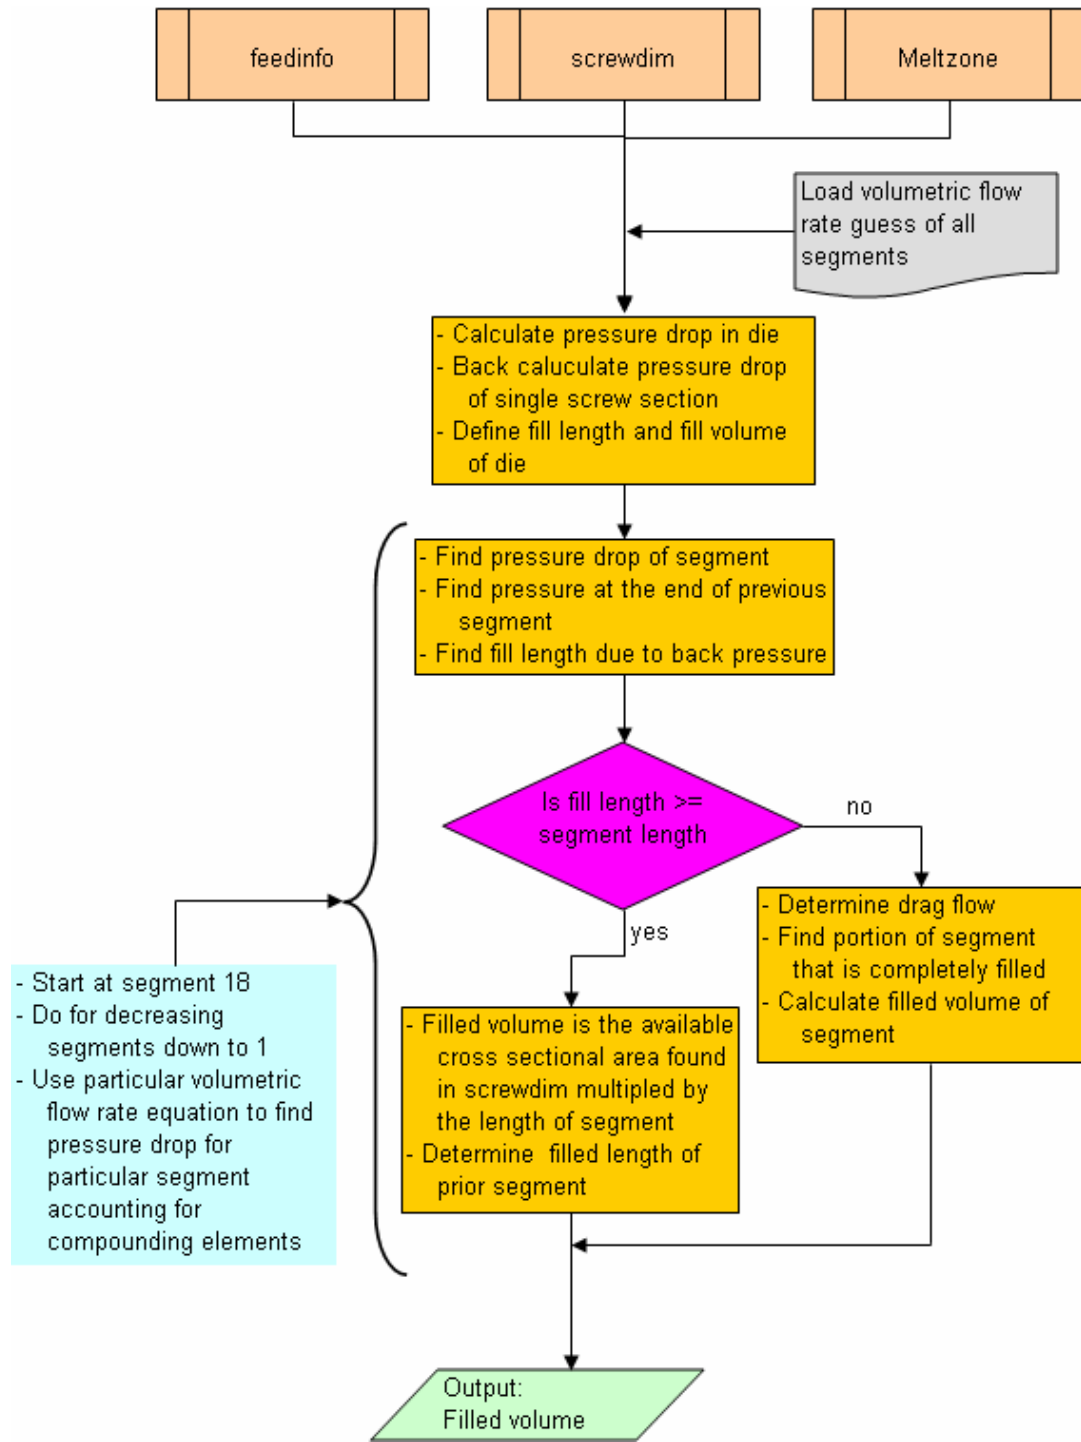 feedinfo
screwdim
Meltzone
Load volumetric flow
rate guess of all
segments
- Calculate pressure drop in die
- Back caluculate pressure drop
of single screw section
- Define fill length and fill volume
of die
- Find pressure drop of segment
- Find pressure at the end of previous
segment
- Find fill length due to back pressure
Is fill length >=
segment length
no
yes
- Determine drag flow
- Find portion of segment
that is completely filled
- Calculate filled volume of
segment
- Start at segment 18
- Do for decreasing
segments down to 1
- Use particular volumetric
flow rate equation to find
pressure drop for
particular segment
accounting for
compounding elements
- Filled volume is the available
cross sectional area found
in screwdim multipled by
the length of segment
- Determine filled length of
prior segment
Output:
Filled volume